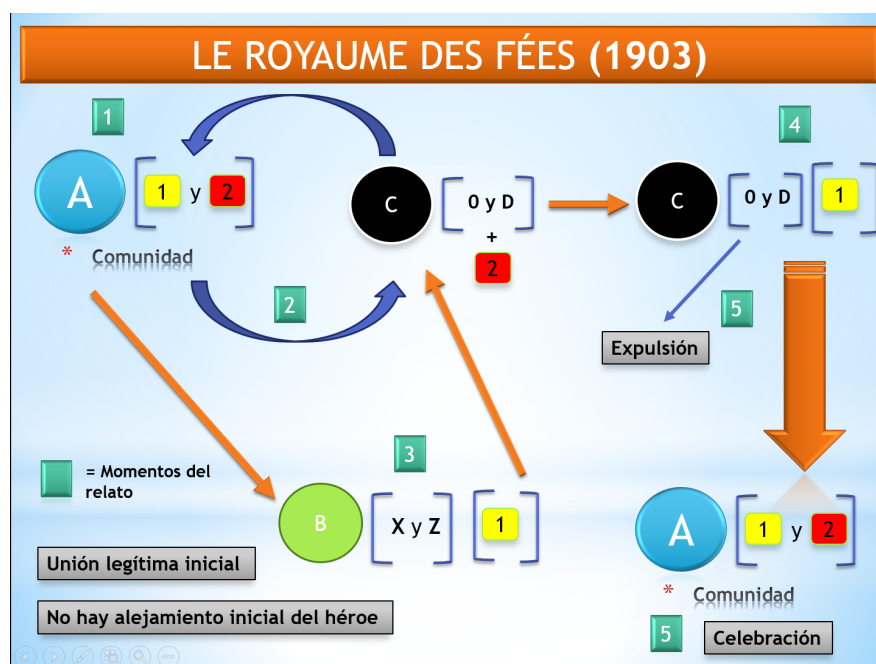 LE ROYAUME DES FÉES (1903)
1
4
A 1 y 2
C 0 y D
+
2
C 0 y D 1
* Comunidad
2
5
Expulsión
3
= Momentos del
relato
B X y Z 1
A 1 y 2
Unión legítima inicial
* Comunidad
No hay alejamiento inicial del héroe
5 Celebración